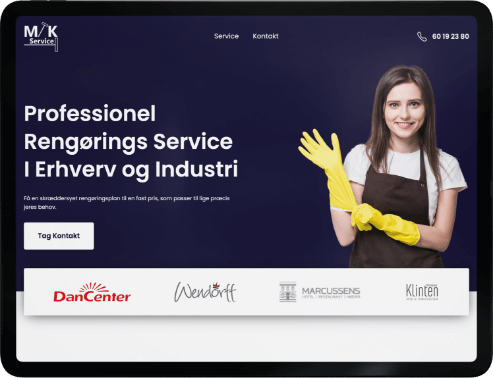 M K
Service
Service
Kontakt
60 19 23 80
Professionel
Rengørings Service
I Erhverv og Industri
Få en skræddersyet rengøringsplan til en fast pris, som passer til lige præcis
jeres behov.
Tag Kontakt
DanCenter
Wendorff
MARCUSSENS
Klinten